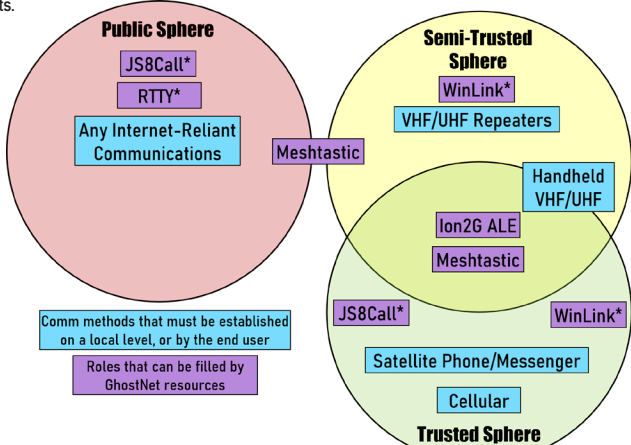 ts.
Public Sphere
JS8Call*
RTTY*
Any Internet-Reliant
Communications
Meshtastic
Semi-Trusted
Sphere
WinLink*
VHF/UHF Repeaters
Handheld
VHF/UHF
Ion2G ALE
Meshtastic
JS8Call*
WinLink*
Satellite Phone/Messenger
Cellular
Trusted Sphere
Comm methods that must be established
on a local level, or by the end user
Roles that can be filled by
GhostNet resources